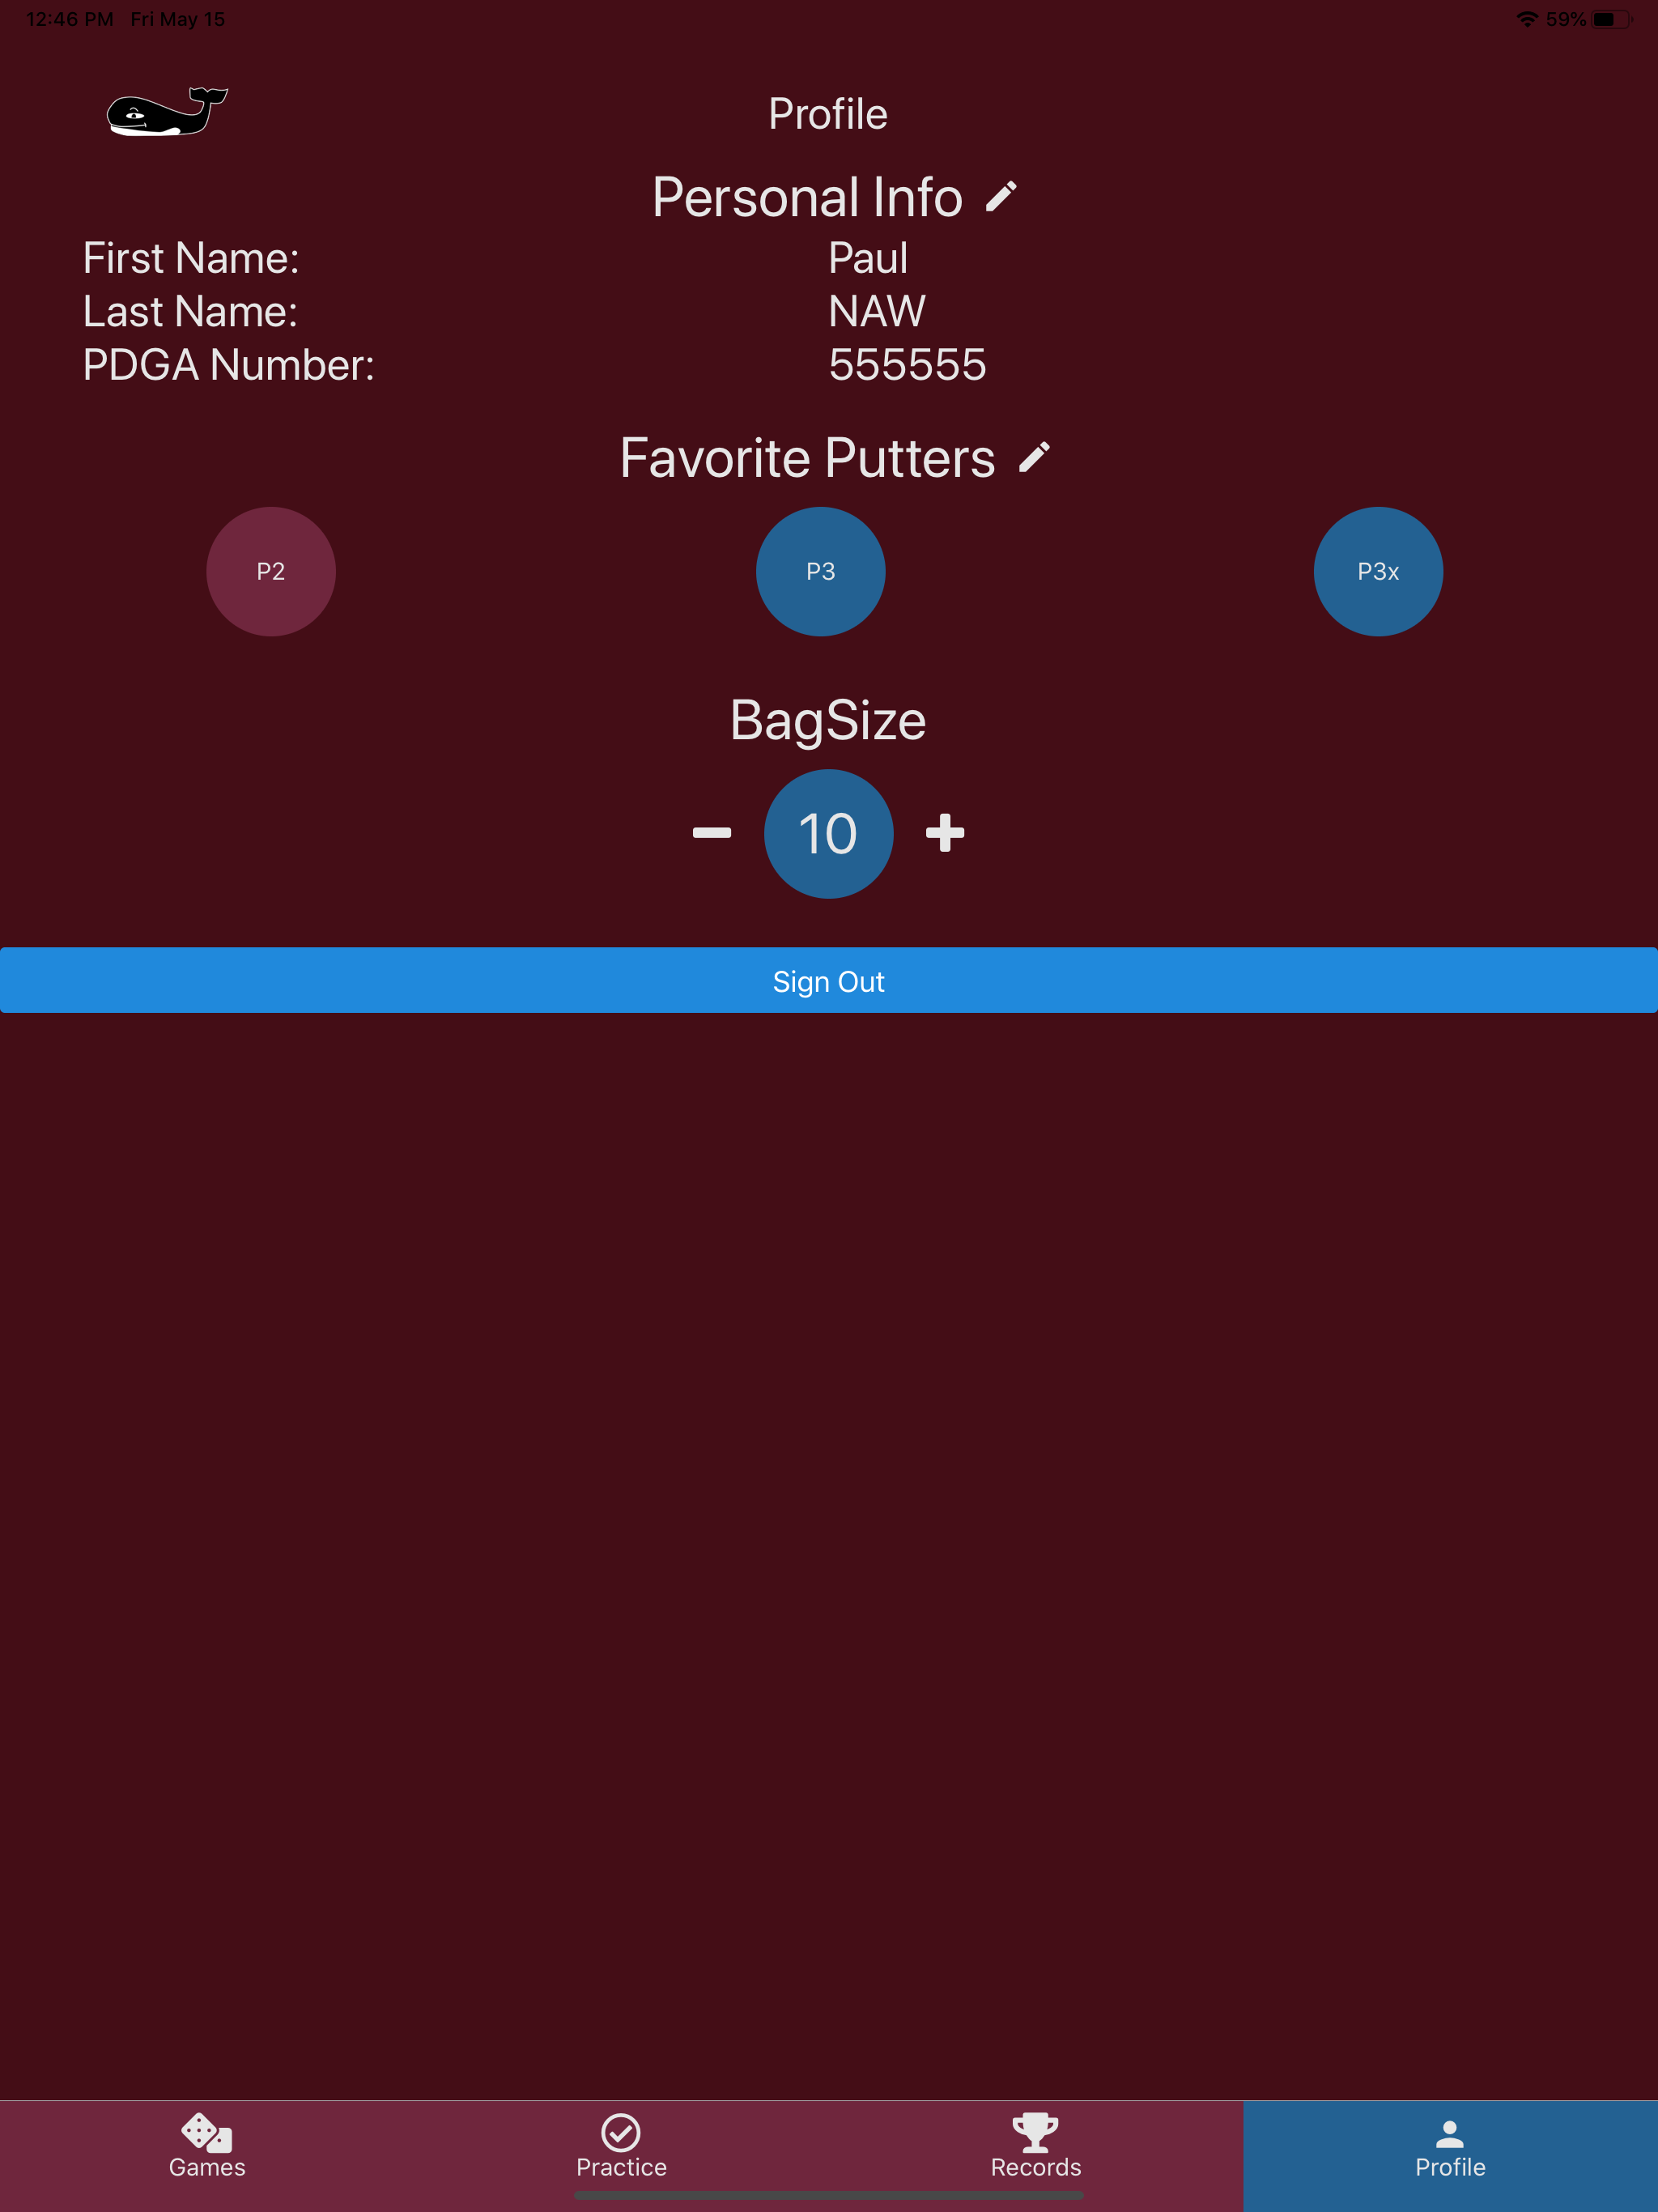 12:46 PM Fri May 15 59%
Profile
Personal Info
First Name: Paul
Last Name: NAW
PDGA Number: 555555
Favorite Putters
P2 P3 P3x
BagSize
10
Sign Out
Games Practice Records Profile